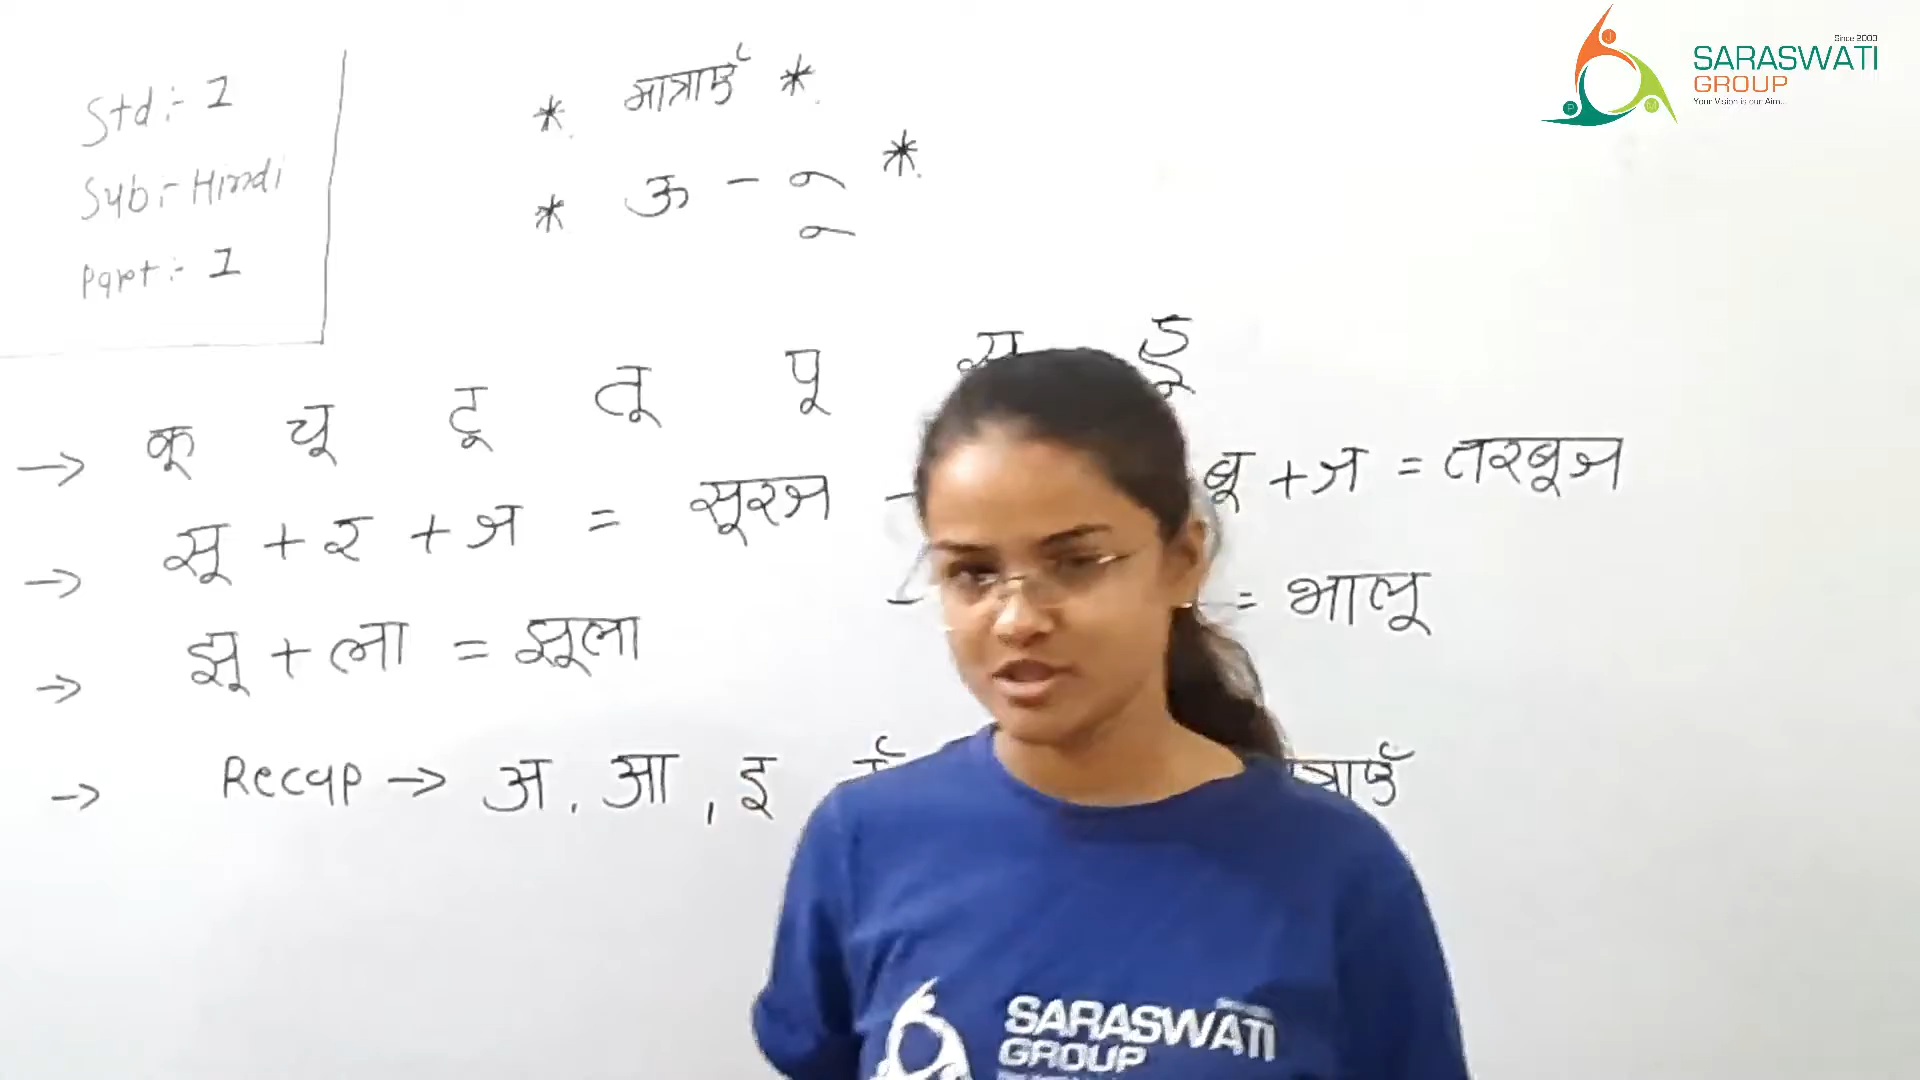 Std:- 1
Sub:- Hindi
Part:- 1
* मात्राएँ *
* ऊ - ू *
→ कू चू टू तू पू
→ सू + र + ज = सूरज
बू + ज = तरबूज
→ झू + ला = झूला
= भालू
→ Recap → अ, आ, इ
Since 2000
SARASWATI
GROUP
Your Vision is our Aim...
SARASWATI
GROUP